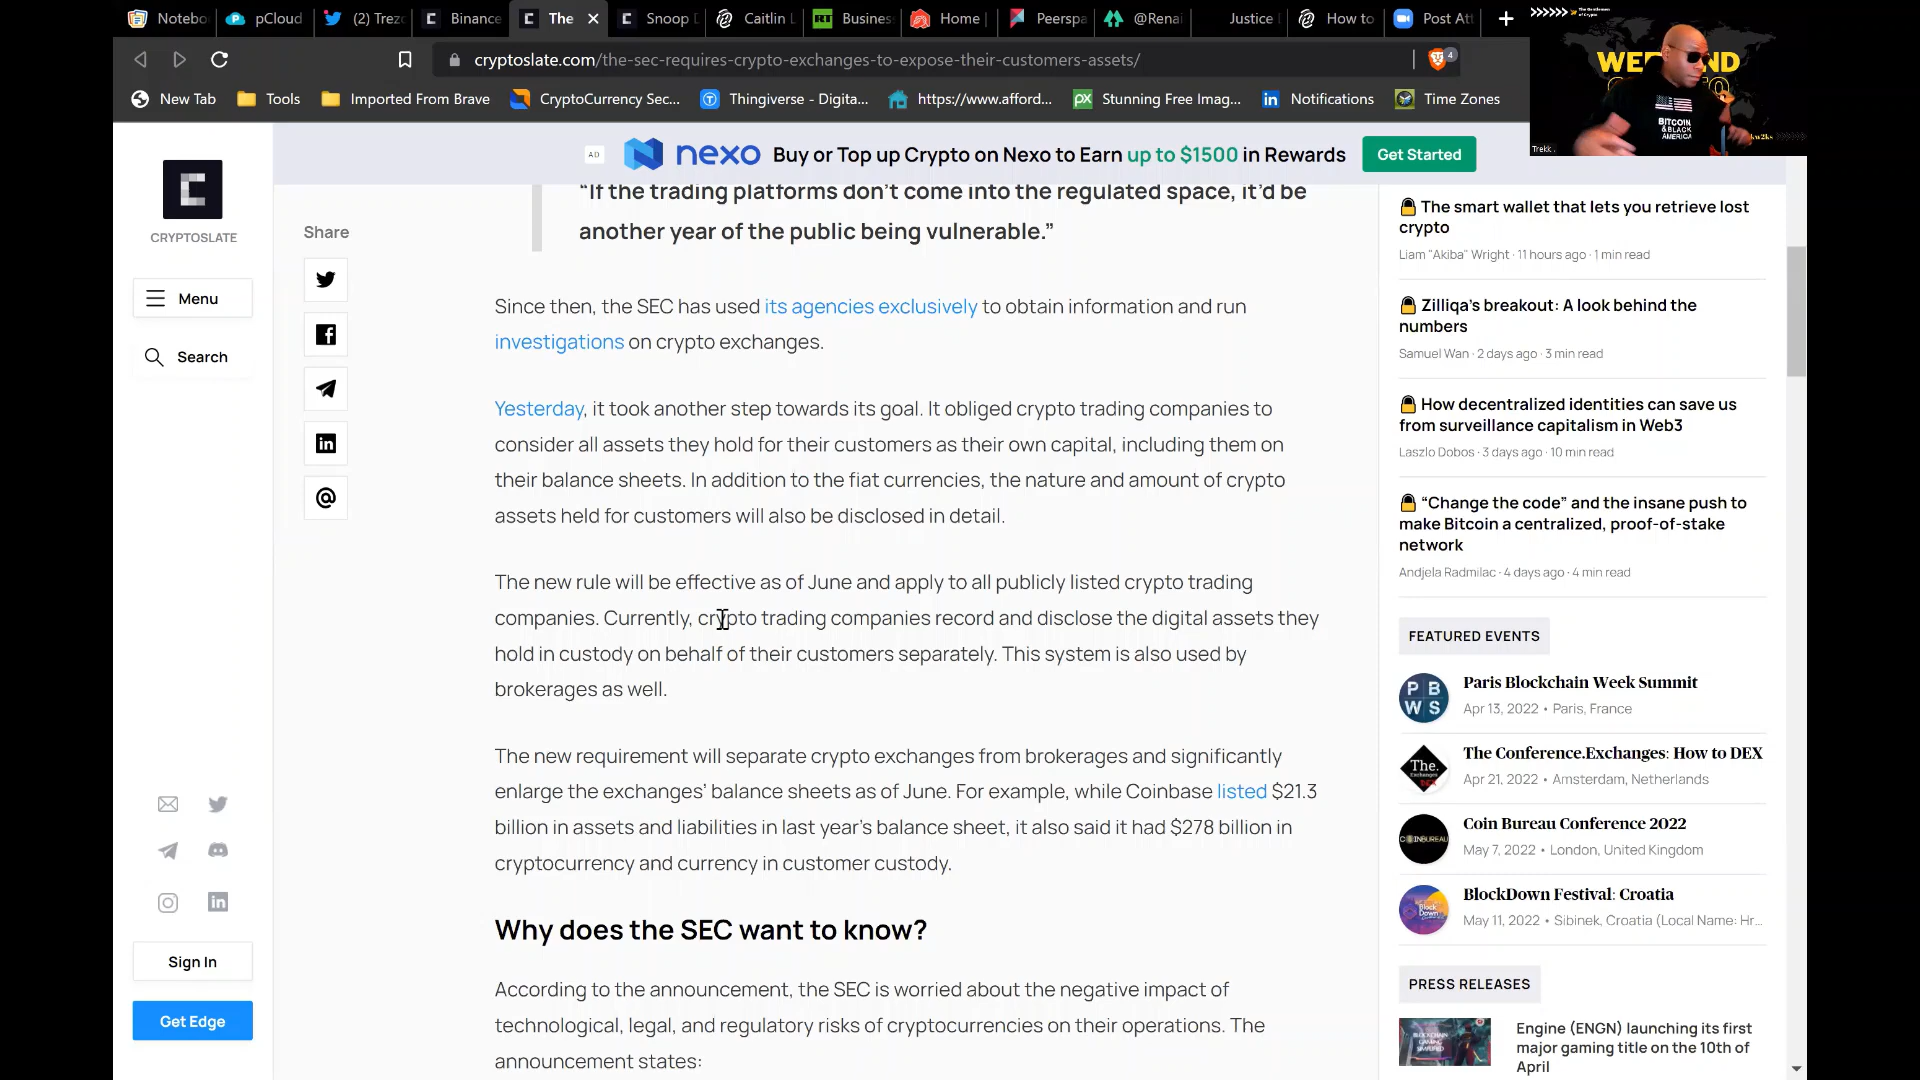 Notebo
pCloud
(2) Trez
Binance
The
Snoop D
Caitlin L
Busines
Home |
Peerspa
@Renai
Justice
How to
Post Att
cryptoslate.com/the-sec-requires-crypto-exchanges-to-expose-their-customers-assets/
4
New Tab
Tools
Imported From Brave
CryptoCurrency Sec...
Thingiverse - Digita...
https://www.afford...
Stunning Free Imag...
Notifications
Time Zones
BITCOIN
&BLACK
AMERICA
Trekk .
CRYPTOSLATE
Menu
Search
Sign In
Get Edge
AD
nexo
Buy or Top up Crypto on Nexo to Earn up to $1500 in Rewards
Get Started
Share
“If the trading platforms don’t come into the regulated space, it’d be
another year of the public being vulnerable.”
Since then, the SEC has used its agencies exclusively to obtain information and run
investigations on crypto exchanges.
Yesterday, it took another step towards its goal. It obliged crypto trading companies to
consider all assets they hold for their customers as their own capital, including them on
their balance sheets. In addition to the fiat currencies, the nature and amount of crypto
assets held for customers will also be disclosed in detail.
The new rule will be effective as of June and apply to all publicly listed crypto trading
companies. Currently, crypto trading companies record and disclose the digital assets they
hold in custody on behalf of their customers separately. This system is also used by
brokerages as well.
The new requirement will separate crypto exchanges from brokerages and significantly
enlarge the exchanges’ balance sheets as of June. For example, while Coinbase listed $21.3
billion in assets and liabilities in last year’s balance sheet, it also said it had $278 billion in
cryptocurrency and currency in customer custody.
Why does the SEC want to know?
According to the announcement, the SEC is worried about the negative impact of
technological, legal, and regulatory risks of cryptocurrencies on their operations. The
announcement states:
The smart wallet that lets you retrieve lost
crypto
Liam "Akiba" Wright · 11 hours ago · 1 min read
Zilliqa’s breakout: A look behind the
numbers
Samuel Wan · 2 days ago · 3 min read
How decentralized identities can save us
from surveillance capitalism in Web3
Laszlo Dobos · 3 days ago · 10 min read
“Change the code” and the insane push to
make Bitcoin a centralized, proof-of-stake
network
Andjela Radmilac · 4 days ago · 4 min read
FEATURED EVENTS
Paris Blockchain Week Summit
Apr 13, 2022 • Paris, France
The Conference.Exchanges: How to DEX
Apr 21, 2022 • Amsterdam, Netherlands
Coin Bureau Conference 2022
May 7, 2022 • London, United Kingdom
BlockDown Festival: Croatia
May 11, 2022 • Sibinek, Croatia (Local Name: Hr...
PRESS RELEASES
Engine (ENGN) launching its first
major gaming title on the 10th of
April